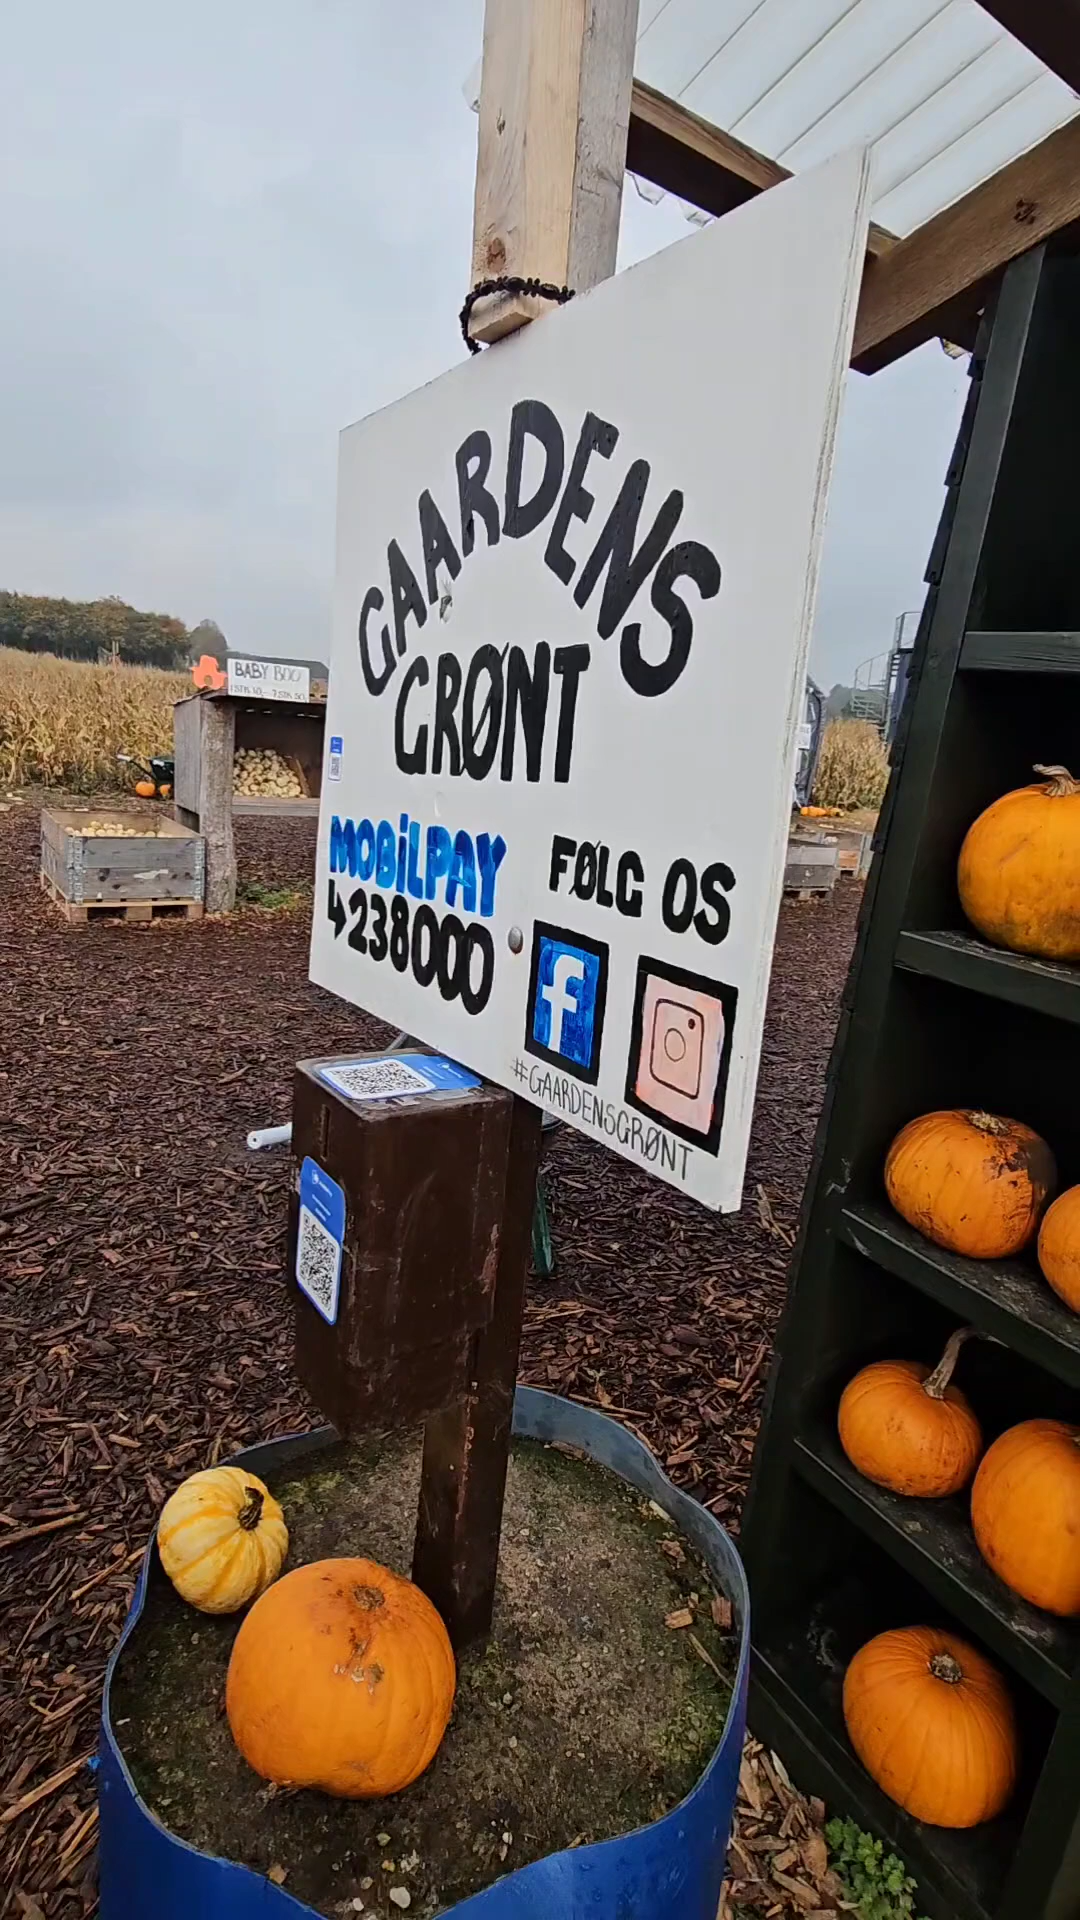 GAARDENS
GRØNT
MOBiLPAY
4238000
FØLG OS
#GAARDENSGRØNT
BABY BOO